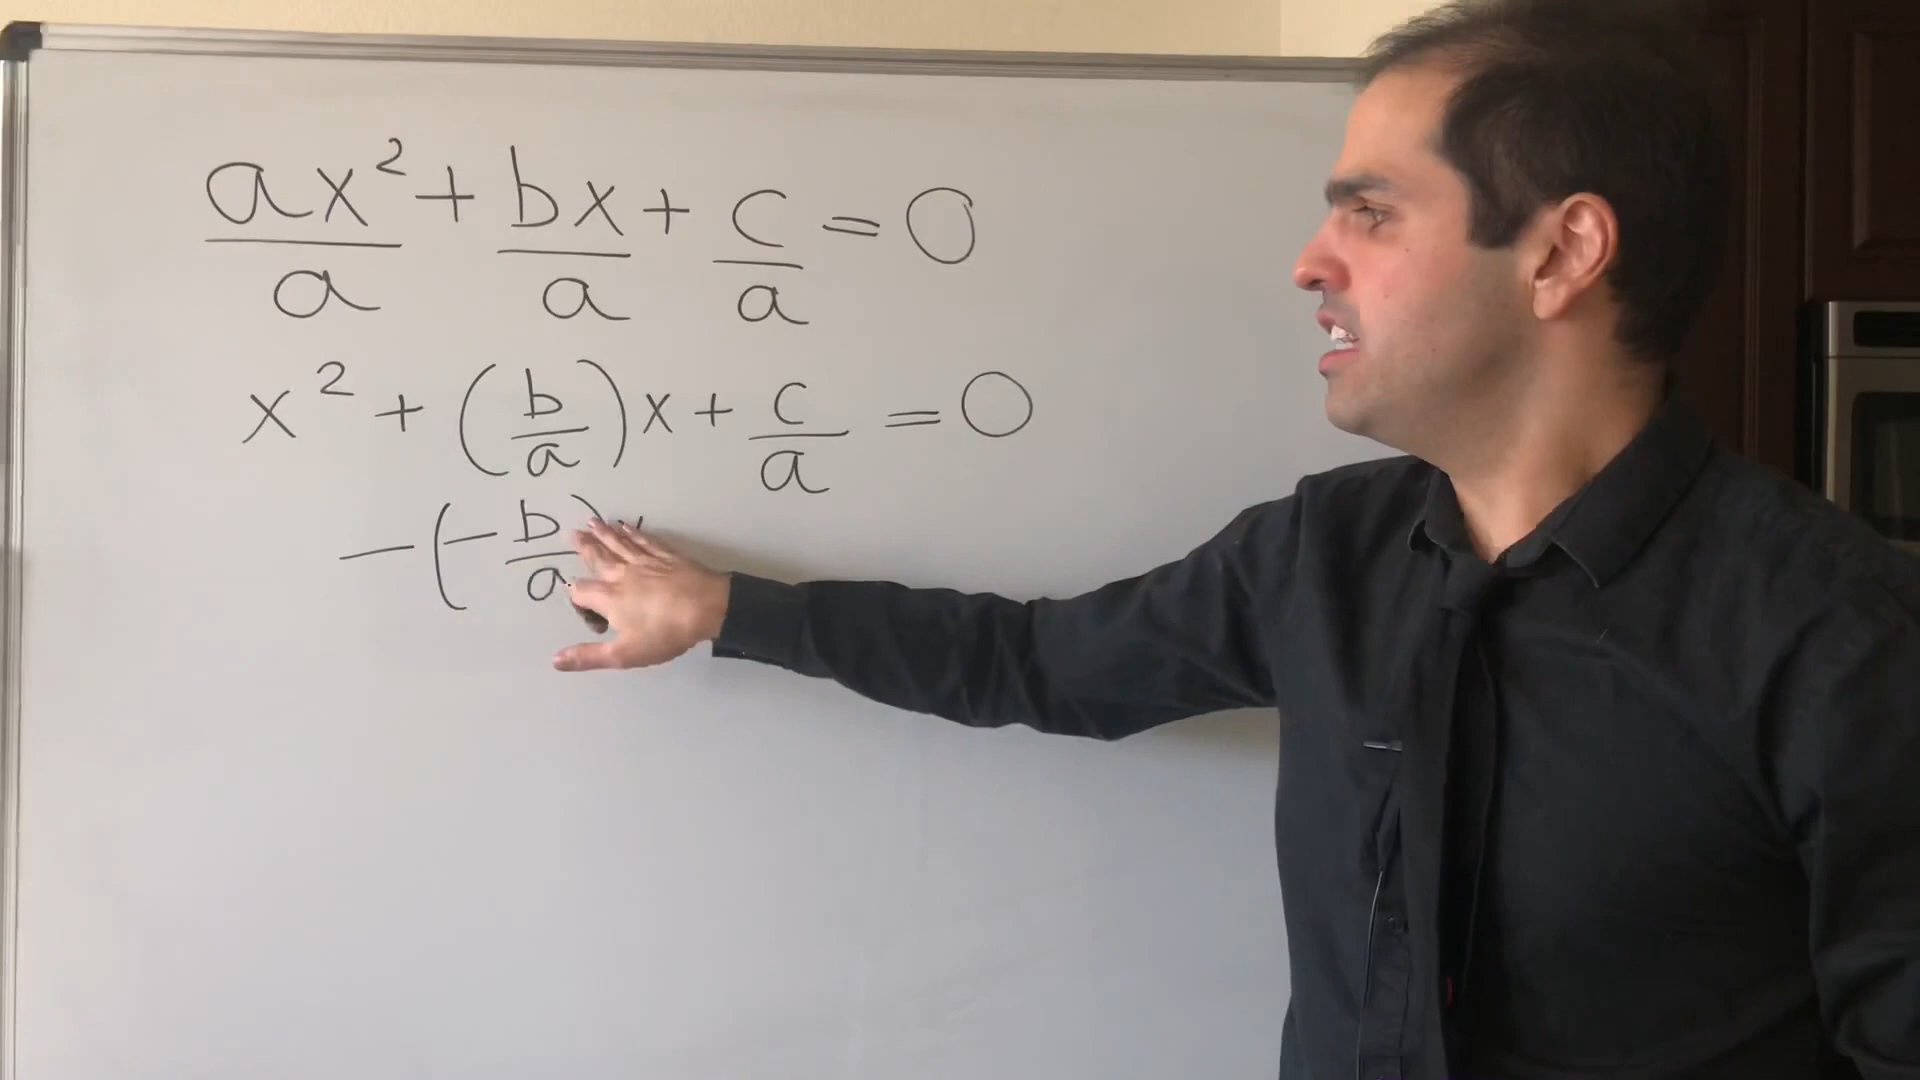 ax²/a + bx/a + c/a = 0
x² + (b/a)x + c/a = 0
-(-b/a)